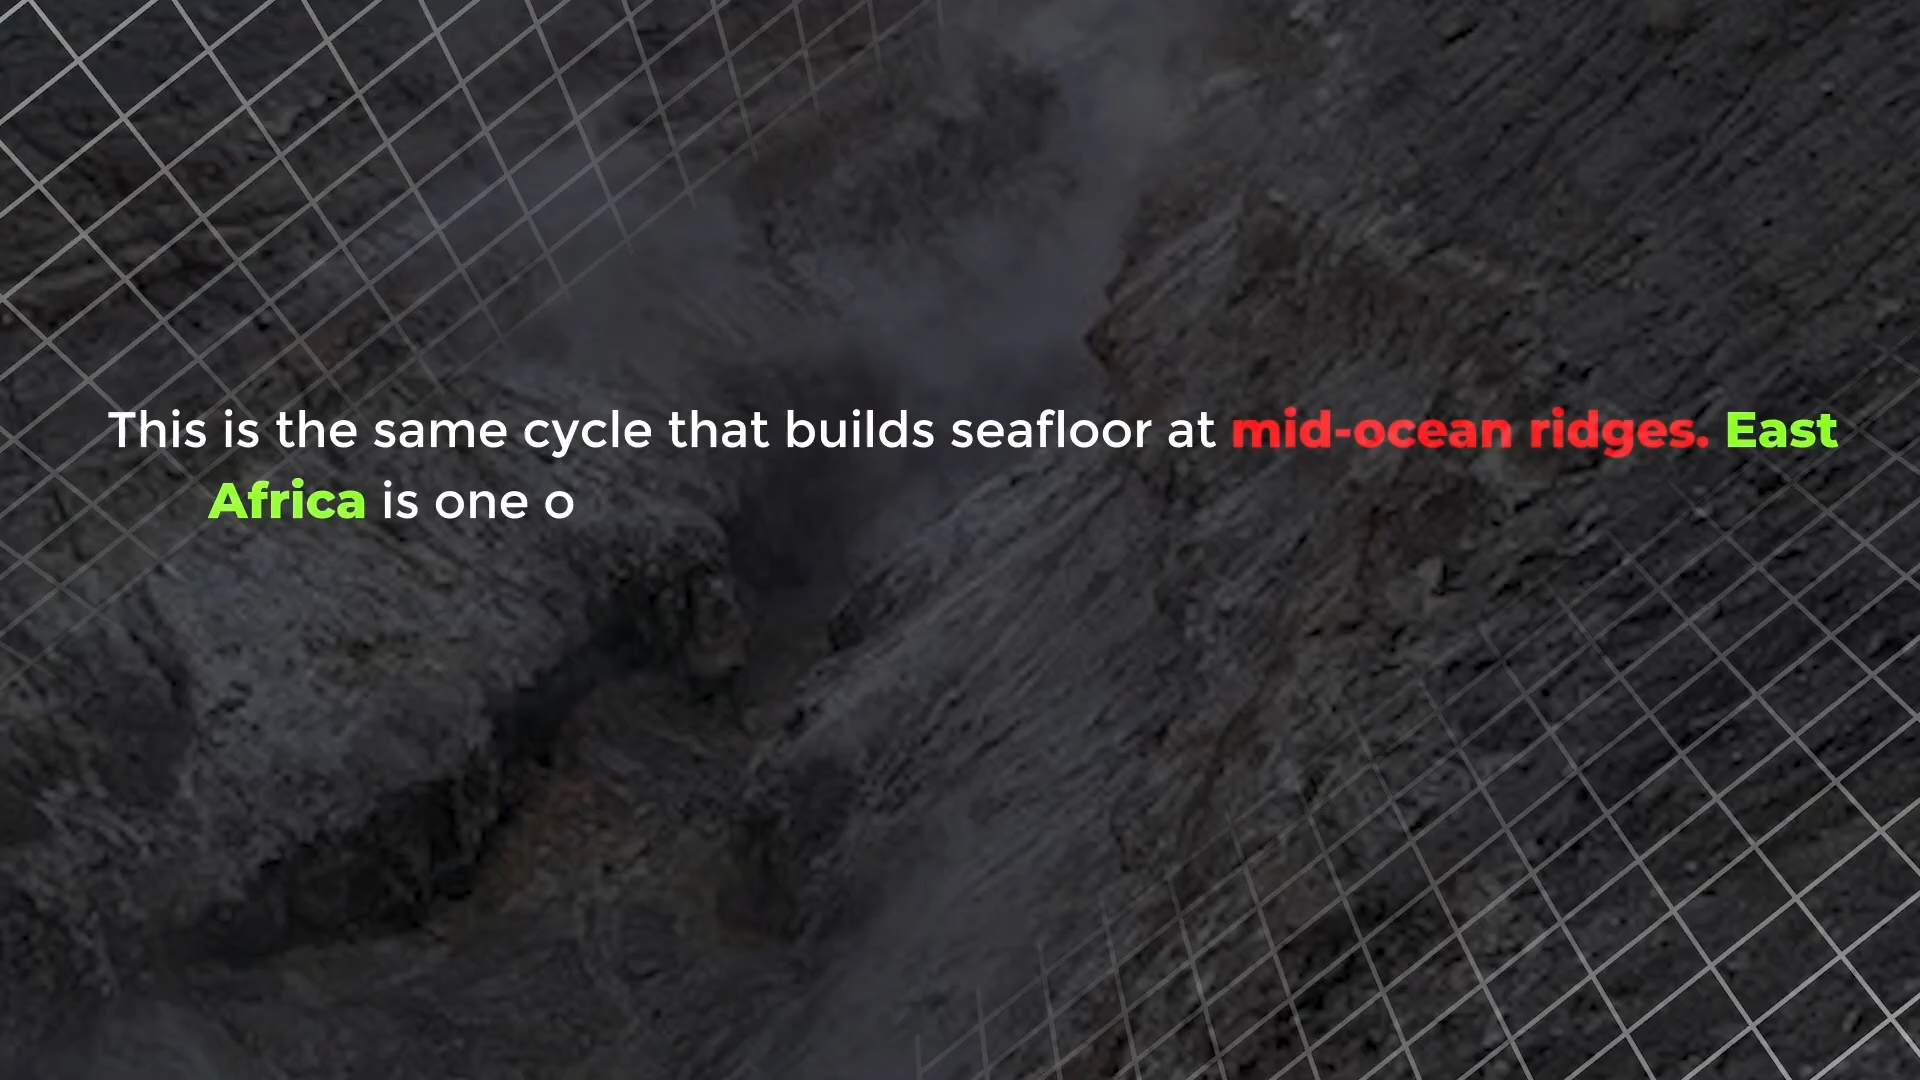 This is the same cycle that builds seafloor at mid-ocean ridges. East
Africa is one o